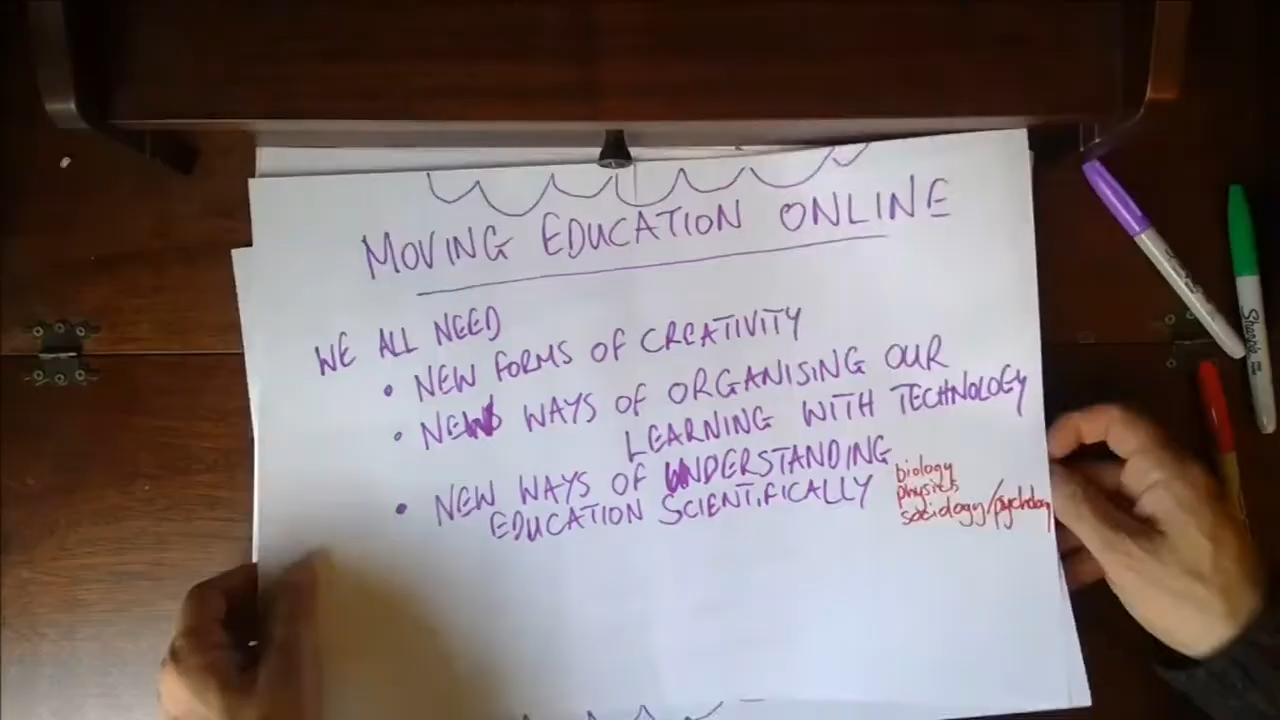 MOVING EDUCATION ONLINE
WE ALL NEED
• NEW FORMS OF CREATIVITY
• NEW WAYS OF ORGANISING OUR
LEARNING WITH TECHNOLOGY
• NEW WAYS OF UNDERSTANDING
EDUCATION SCIENTIFICALLY
biology
physics
sociology/psychology
Sharpie